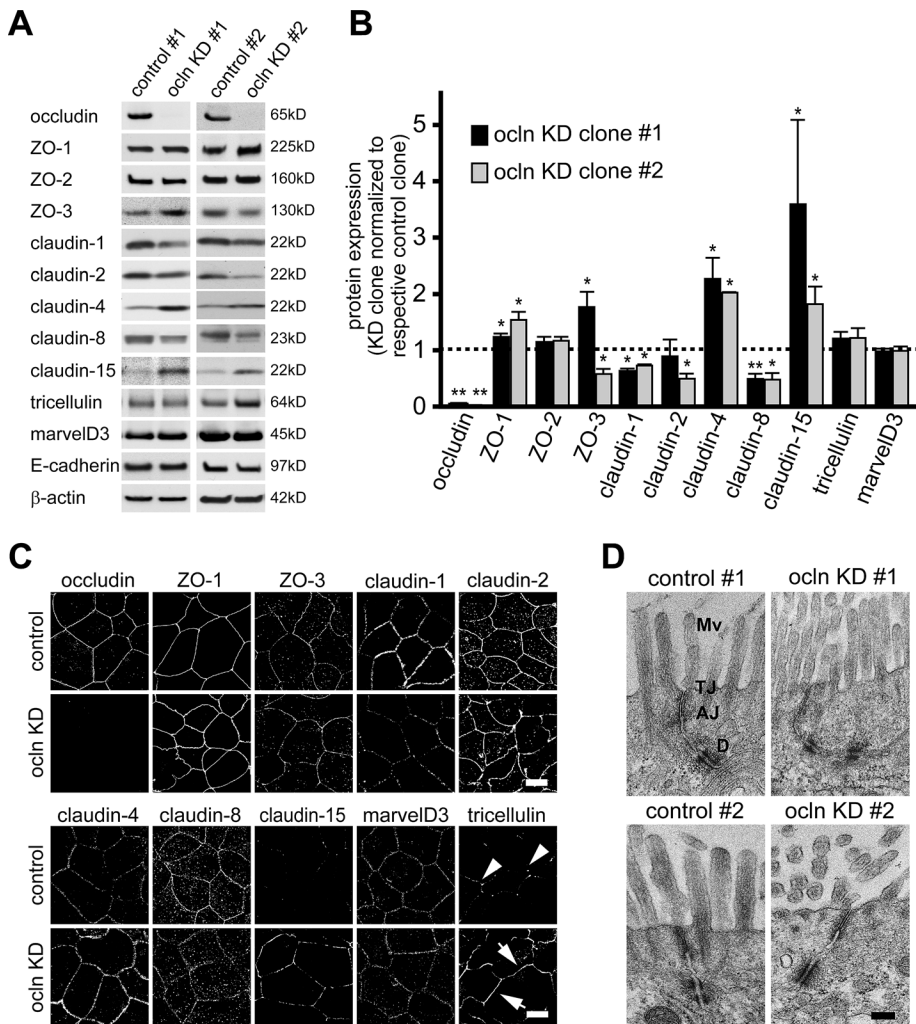 A
control #1
ocln KD #1
control #2
ocln KD #2
occludin 65kD
ZO-1 225kD
ZO-2 160kD
ZO-3 130kD
claudin-1 22kD
claudin-2 22kD
claudin-4 22kD
claudin-8 23kD
claudin-15 22kD
tricellulin 64kD
marvelD3 45kD
E-cadherin 97kD
β-actin 42kD
B
protein expression
(KD clone normalized to
respective control clone)
5
4
3
2
1
0
ocln KD clone #1
ocln KD clone #2
** **
* *
* *
* *
*
* *
** *
* *
occludin
ZO-1
ZO-2
ZO-3
claudin-1
claudin-2
claudin-4
claudin-8
claudin-15
tricellulin
marvelD3
C
occludin ZO-1 ZO-3 claudin-1 claudin-2
control
ocln KD
claudin-4 claudin-8 claudin-15 marvelD3 tricellulin
control
ocln KD
D
control #1 ocln KD #1
Mv
TJ
AJ
D
control #2 ocln KD #2